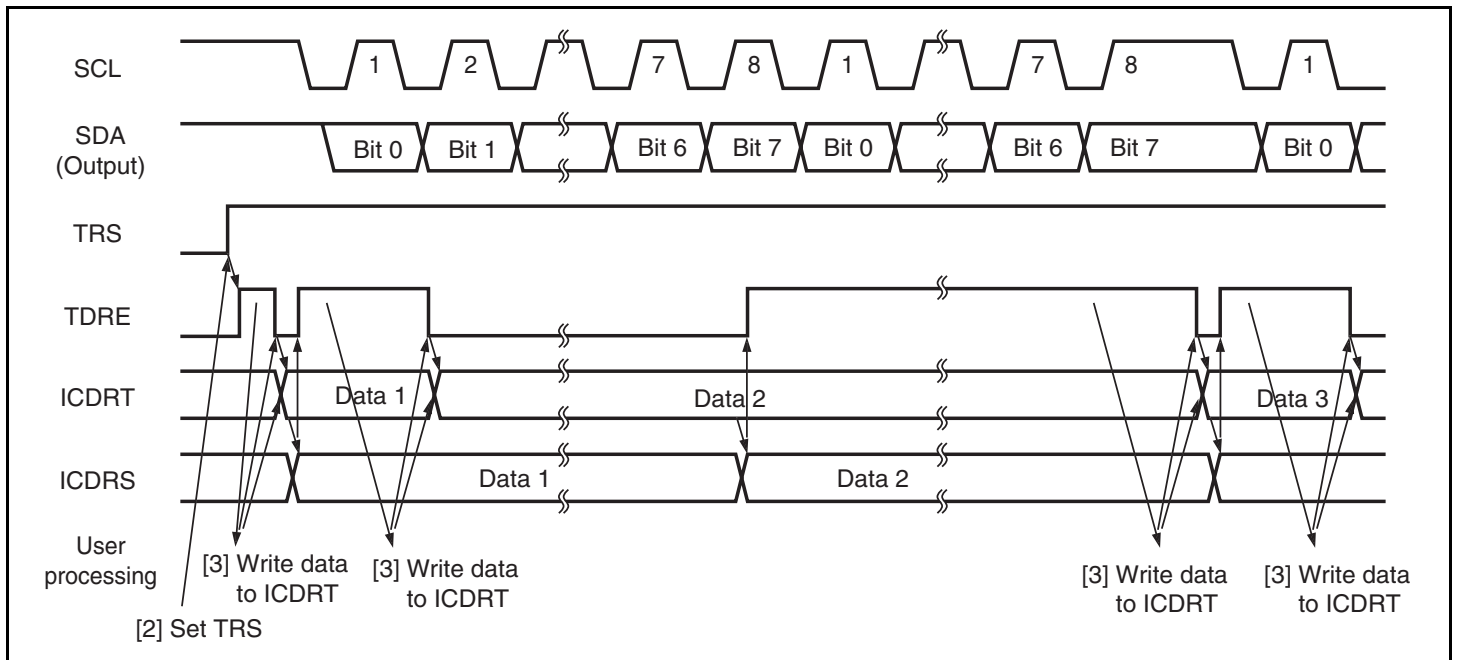 SCL
1
2
7
8
1
7
8
1
SDA
(Output)
Bit 0
Bit 1
Bit 6
Bit 7
Bit 0
Bit 6
Bit 7
Bit 0
TRS
TDRE
ICDRT
Data 1
Data 2
Data 3
ICDRS
Data 1
Data 2
User
processing
[3] Write data
to ICDRT
[3] Write data
to ICDRT
[3] Write data
to ICDRT
[3] Write data
to ICDRT
[2] Set TRS